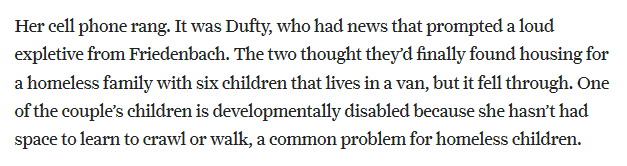 Her cell phone rang. It was Dufty, who had news that prompted a loud
expletive from Friedenbach. The two thought they’d finally found housing for
a homeless family with six children that lives in a van, but it fell through. One
of the couple’s children is developmentally disabled because she hasn’t had
space to learn to crawl or walk, a common problem for homeless children.